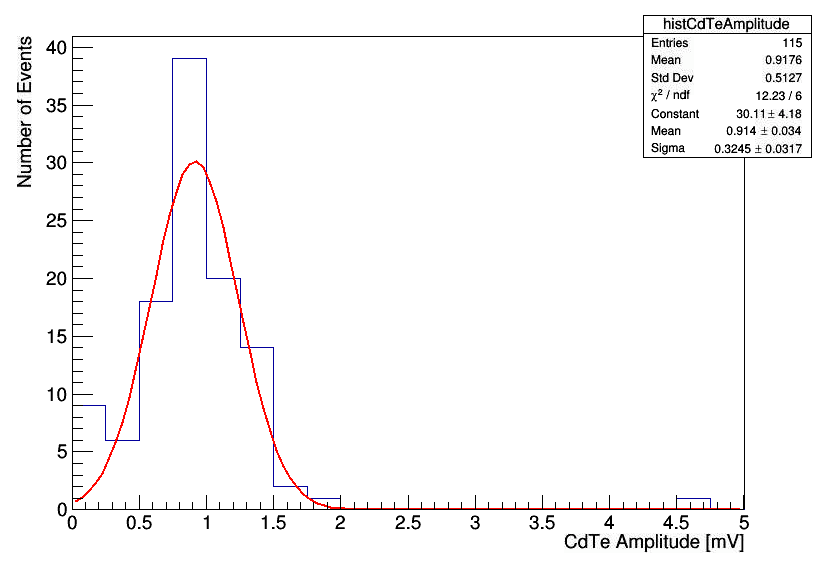 histCdTeAmplitude
Entries 115
Mean 0.9176
Std Dev 0.5127
χ² / ndf 12.23 / 6
Constant 30.11 ± 4.18
Mean 0.914 ± 0.034
Sigma 0.3245 ± 0.0317
Number of Events
40
35
30
25
20
15
10
5
0
0 0.5 1 1.5 2 2.5 3 3.5 4 4.5 5
CdTe Amplitude [mV]